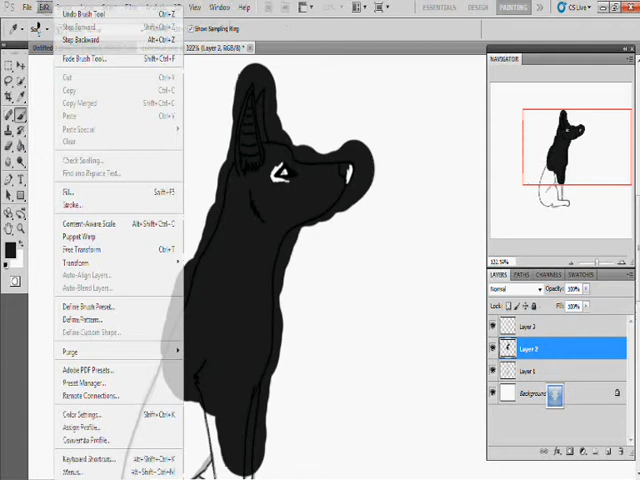 Ps File Edit
ESSENTIALS DESIGN PAINTING CS Live
Show Sampling Ring
Undo Brush Tool Ctrl+Z
Step Forward Shift+Ctrl+Z
Step Backward Alt+Ctrl+Z
Fade Brush Tool... Shift+Ctrl+F
Cut Ctrl+X
Copy Ctrl+C
Copy Merged Shift+Ctrl+C
Paste Ctrl+V
Paste Special
Clear
Check Spelling...
Find and Replace Text...
Fill... Shift+F5
Stroke...
Content-Aware Scale Alt+Shift+Ctrl+C
Puppet Warp
Free Transform Ctrl+T
Transform
Auto-Align Layers...
Auto-Blend Layers...
Define Brush Preset...
Define Pattern...
Define Custom Shape...
Purge
Adobe PDF Presets...
Preset Manager...
Remote Connections...
Color Settings... Shift+Ctrl+K
Assign Profile...
Convert to Profile...
Keyboard Shortcuts... Alt+Shift+Ctrl+K
Menus... Alt+Shift+Ctrl+M
(Layer 2, RGB/8) *
NAVIGATOR
LAYERS PATHS CHANNELS SWATCHES
Normal Opacity: 100%
Lock: Fill: 100%
Layer 3
Layer 2
Layer 1
Background